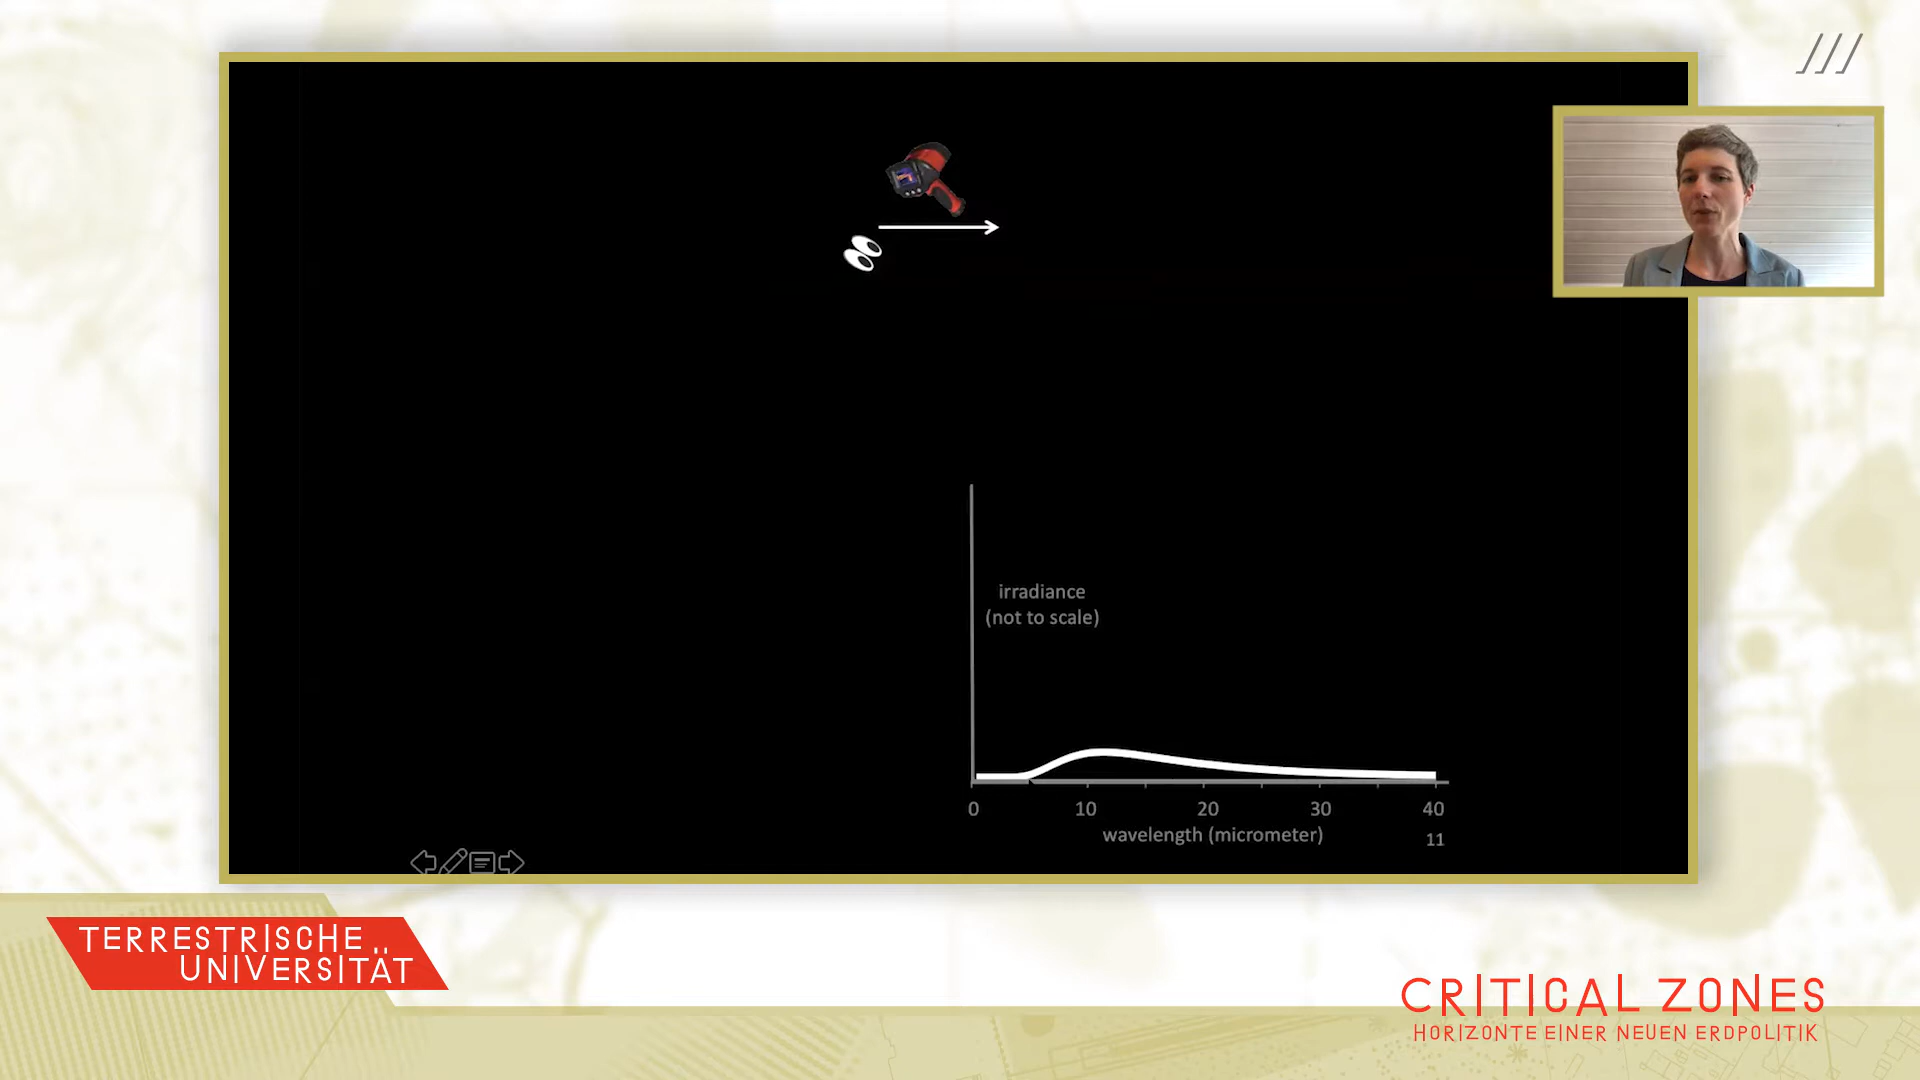 irradiance
(not to scale)
0 10 20 30 40
wavelength (micrometer)
11
TERRESTRISCHE
UNIVERSITÄT
CRITICAL ZONES
HORIZONTE EINER NEUEN ERDPOLITIK